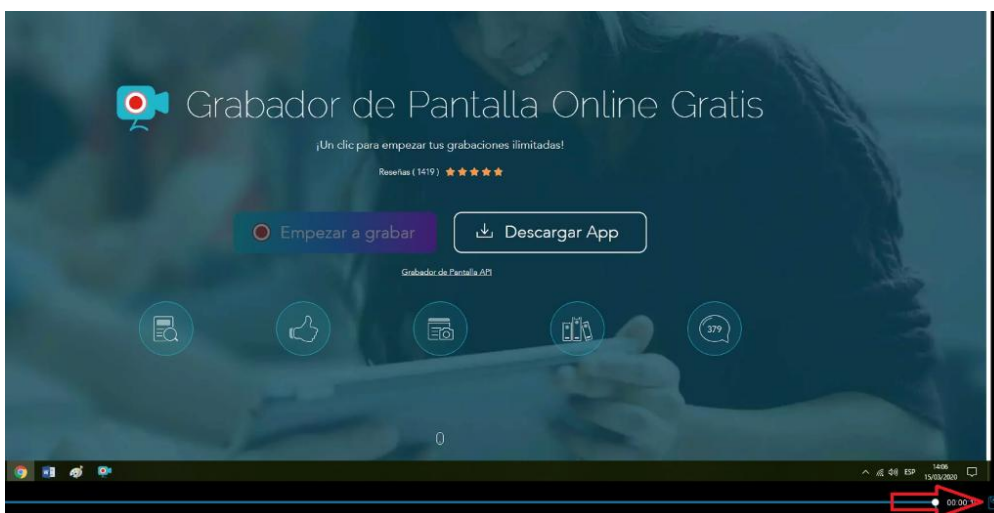 Grabador de Pantalla Online Gratis
¡Un clic para empezar tus grabaciones ilimitadas!
Reseñas ( 1419 )
Empezar a grabar
Descargar App
Grabador de Pantalla API
379
ESP
14:06
15/03/2020